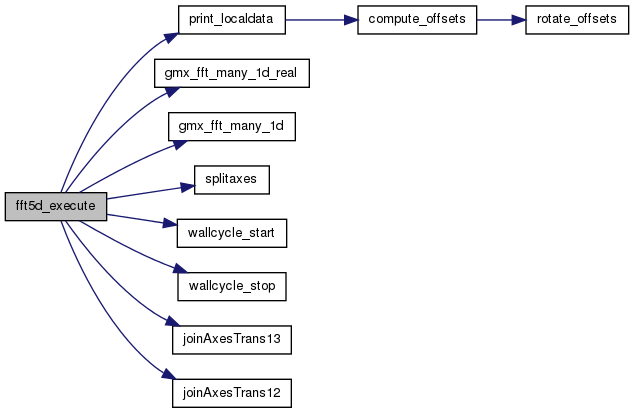 print_localdata
compute_offsets
rotate_offsets
gmx_fft_many_1d_real
gmx_fft_many_1d
splitaxes
fft5d_execute
wallcycle_start
wallcycle_stop
joinAxesTrans13
joinAxesTrans12